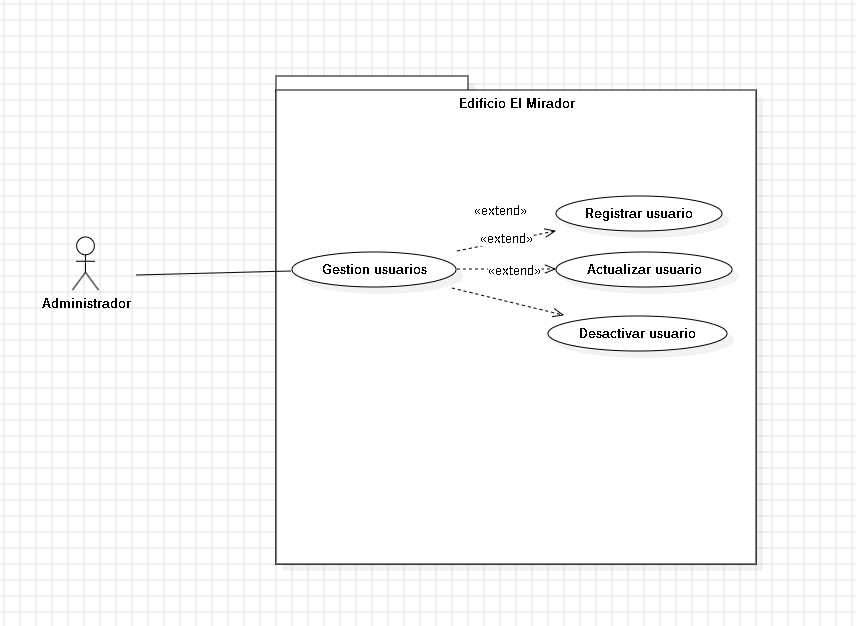 Edificio El Mirador
«extend»
Registrar usuario
«extend»
Gestion usuarios
«extend»
Actualizar usuario
Administrador
Desactivar usuario